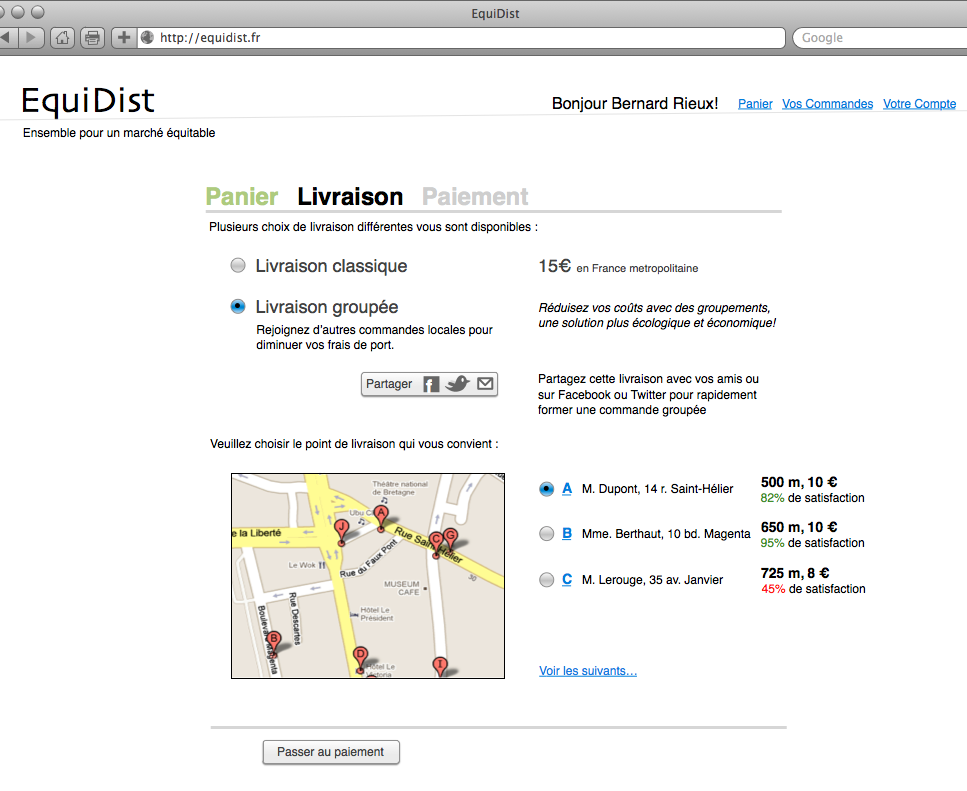 EquiDist
http://equidist.fr
Google
EquiDist
Bonjour Bernard Rieux!
Panier Vos Commandes Votre Compte
Ensemble pour un marché équitable
Panier Livraison Paiement
Plusieurs choix de livraison différentes vous sont disponibles :
Livraison classique
15€ en France metropolitaine
Livraison groupée
Rejoignez d'autres commandes locales pour
diminuer vos frais de port.
Réduisez vos coûts avec des groupements,
une solution plus écologique et économique!
Partager
Partagez cette livraison avec vos amis ou
sur Facebook ou Twitter pour rapidement
former une commande groupée
Veuillez choisir le point de livraison qui vous convient :
Théâtre national
de Bretagne
Ubu C
A
J
e la Liberté
Rue Saint-Hélier
C
G
Le Wok
Rue du Faux Pont
30
MUSEUM
CAFE
Rue Descartes
Boulevard Magenta
Hôtel Le
Président
B
D
Hôtel Le
Victoria
I
A M. Dupont, 14 r. Saint-Hélier
500 m, 10 €
82% de satisfaction
B Mme. Berthaut, 10 bd. Magenta
650 m, 10 €
95% de satisfaction
C M. Lerouge, 35 av. Janvier
725 m, 8 €
45% de satisfaction
Voir les suivants...
Passer au paiement